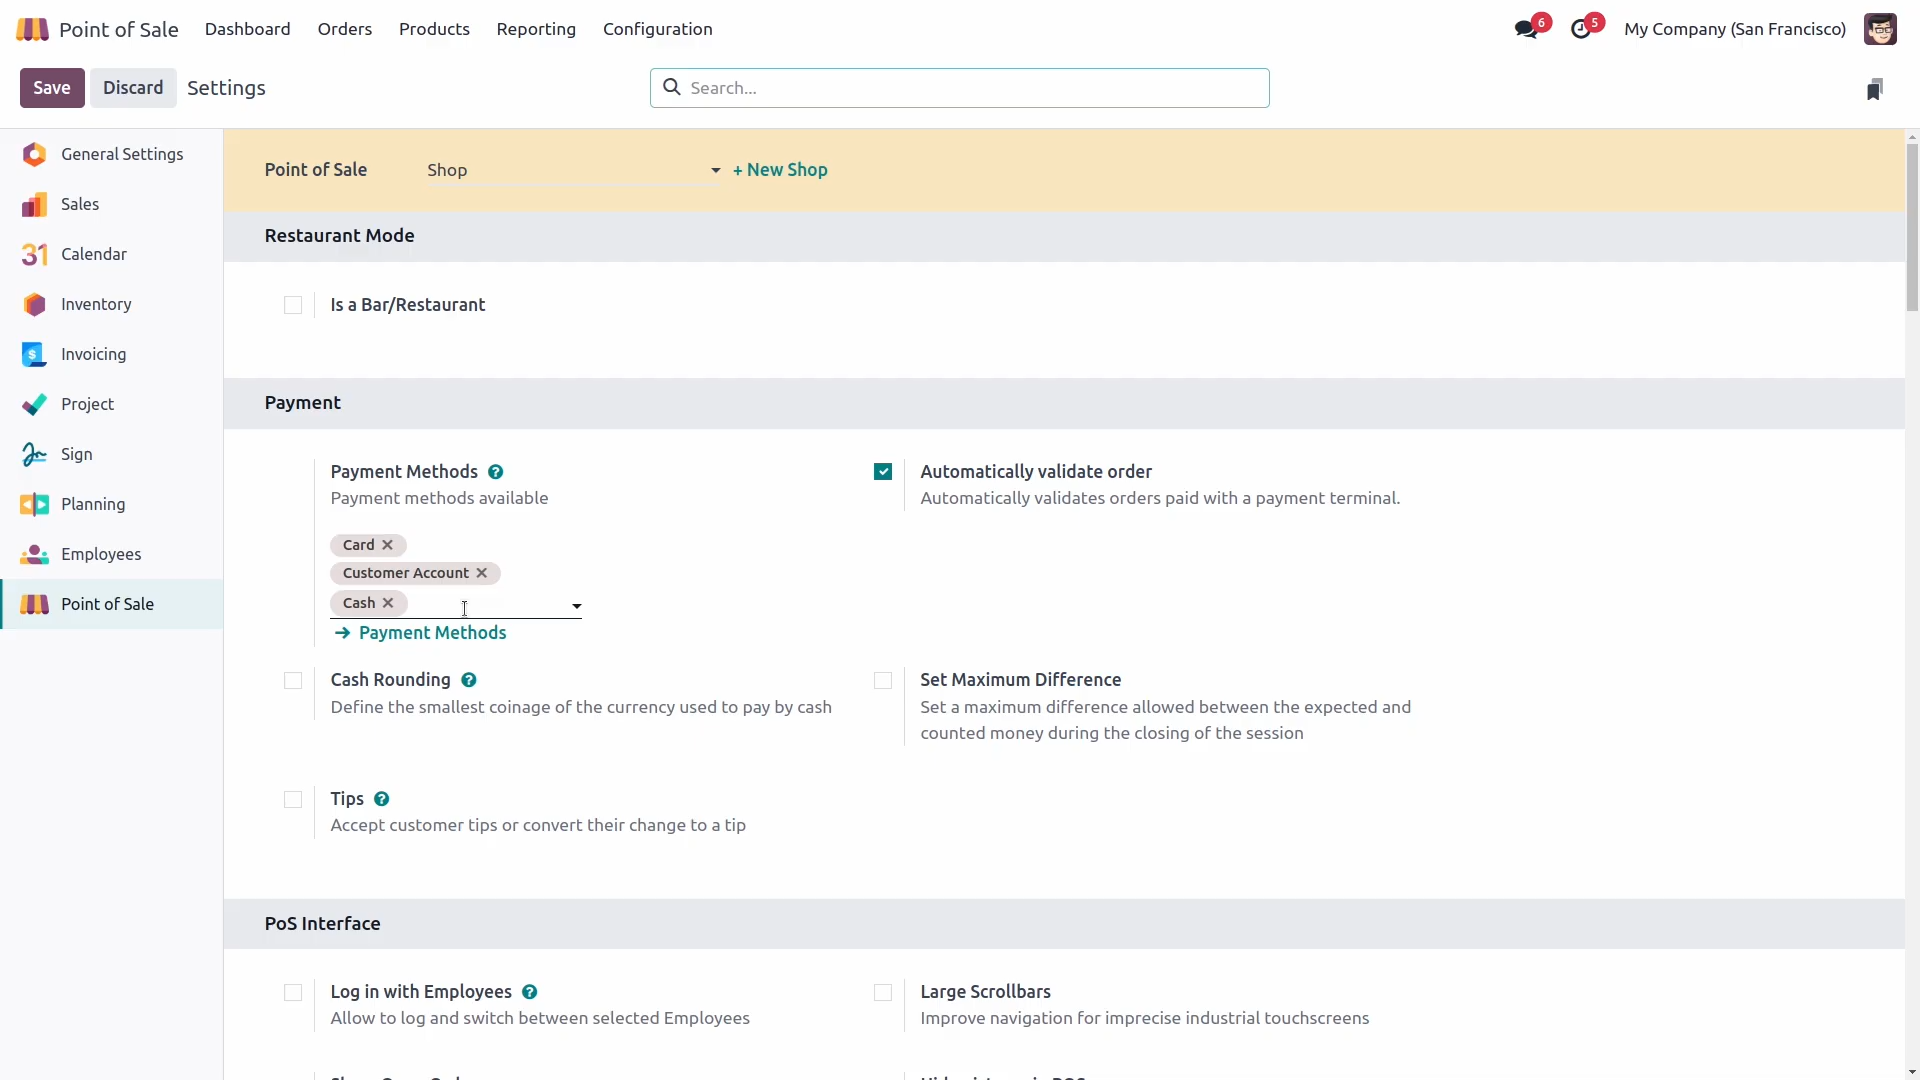 Point of Sale Dashboard Orders Products Reporting Configuration 6 5 My Company (San Francisco)
Save Discard Settings Search...
General Settings
Sales
31 Calendar
Inventory
$ Invoicing
Project
Sign
Planning
Employees
Point of Sale
Point of Sale Shop + New Shop
Restaurant Mode
Is a Bar/Restaurant
Payment
Payment Methods ?
Payment methods available
Card ✕
Customer Account ✕
Cash ✕
→ Payment Methods
Automatically validate order
Automatically validates orders paid with a payment terminal.
Cash Rounding ?
Define the smallest coinage of the currency used to pay by cash
Set Maximum Difference
Set a maximum difference allowed between the expected and
counted money during the closing of the session
Tips ?
Accept customer tips or convert their change to a tip
PoS Interface
Log in with Employees ?
Allow to log and switch between selected Employees
Large Scrollbars
Improve navigation for imprecise industrial touchscreens